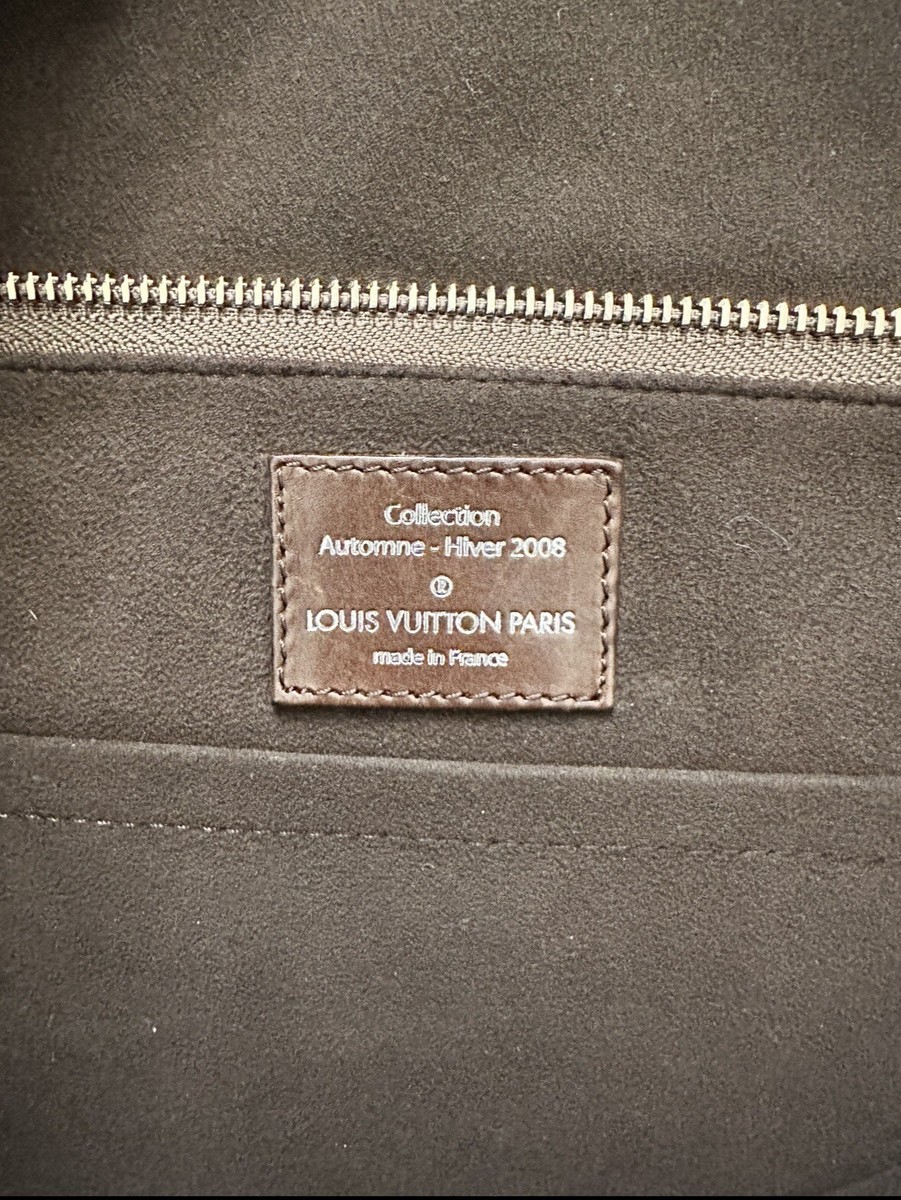 Collection
Automne - Hiver 2008
®
LOUIS VUITTON PARIS
made in France